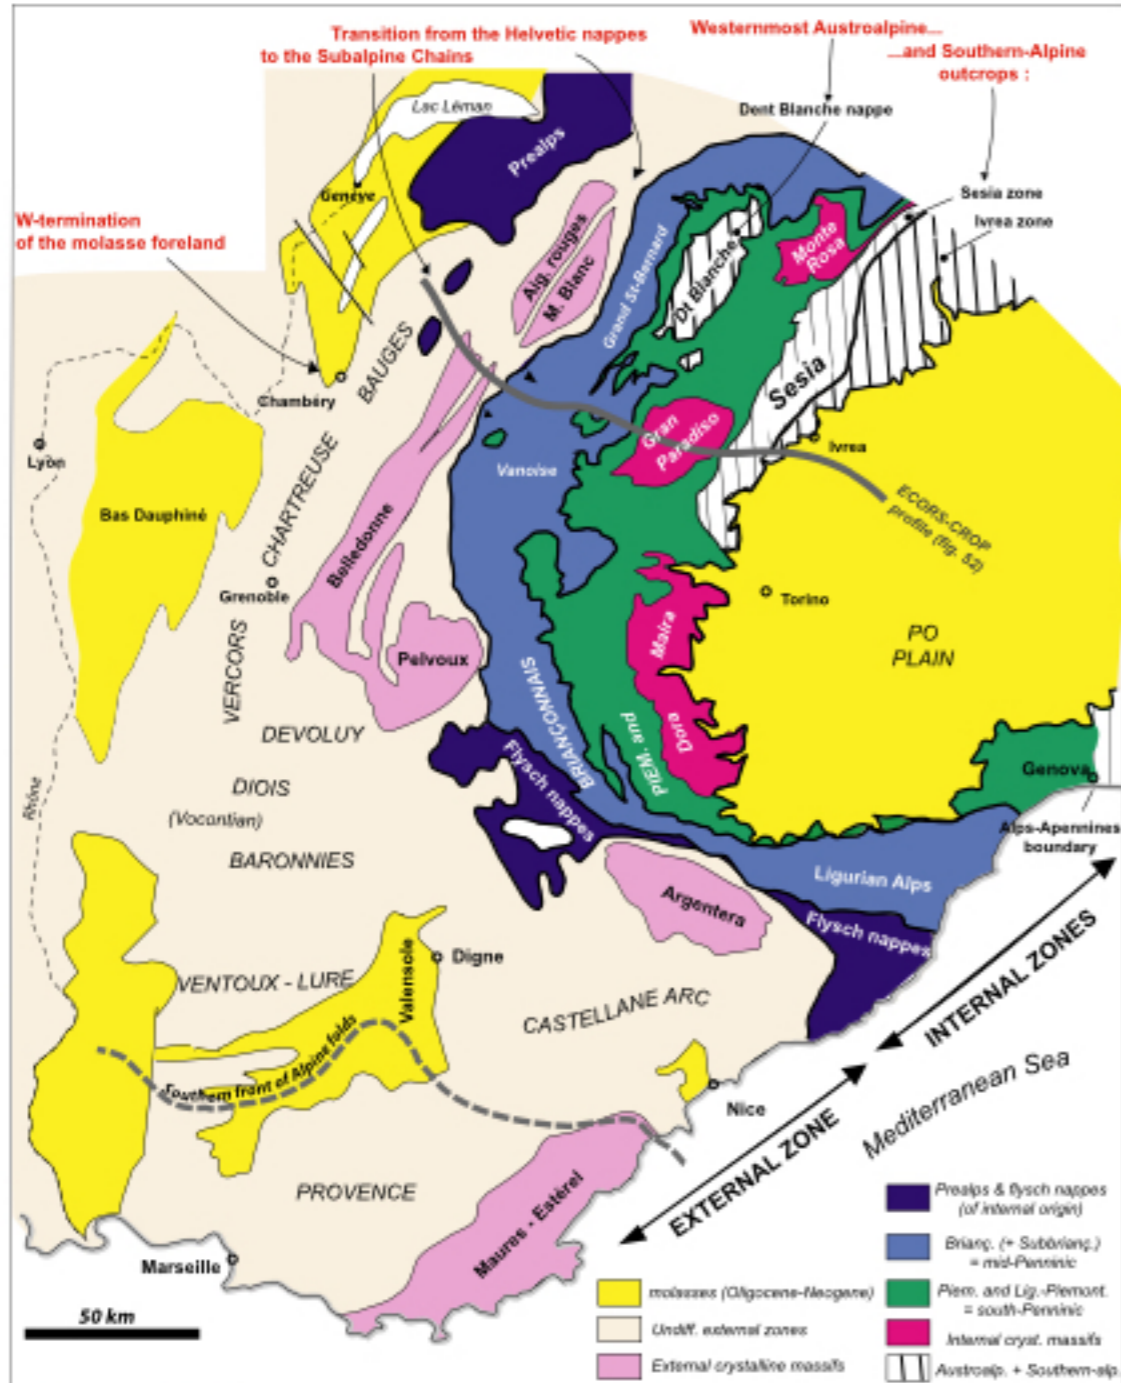 Transition from the Helvetic nappes
to the Subalpine Chains
Westernmost Austroalpine...
...and Southern-Alpine
outcrops :
Dent Blanche nappe
Sesia zone
Ivrea zone
W-termination
of the molasse foreland
Lac Léman
Prealps
Genève
Aig. rouges
M. Blanc
Grand St-Bernard
Dt Blanche
Monte
Rosa
BAUGES
Chambéry
Lyon
Bas Dauphiné
CHARTREUSE
Belledonne
Grenoble
Vanoise
Gran
Paradiso
Sesia
Ivrea
ECORS-CROP
profile (fig. 52)
Torino
PO
PLAIN
VERCORS
Pelvoux
DEVOLUY
DIOIS
(Vocontian)
BARONNIES
Rhône
BRIANÇONNAIS
PIEM. and
Maira
Dora
Flysch nappes
Genova
Alps-Apennines
boundary
Ligurian Alps
Argentera
Flysch nappes
VENTOUX - LURE
Valensole
Digne
CASTELLANE ARC
Southern front of Alpine folds
Nice
PROVENCE
Maures - Estérel
Marseille
INTERNAL ZONES
EXTERNAL ZONE
Mediterranean Sea
50 km
molasses (Oligocene-Neogene)
Undiff. external zones
External crystalline massifs
Prealps & flysch nappes
(of internal origin)
Brianç. (+ Subbrianç.)
= mid-Penninic
Piem. and Lig.-Piemont.
= south-Penninic
Internal cryst. massifs
Austroalp. + Southern-alp.